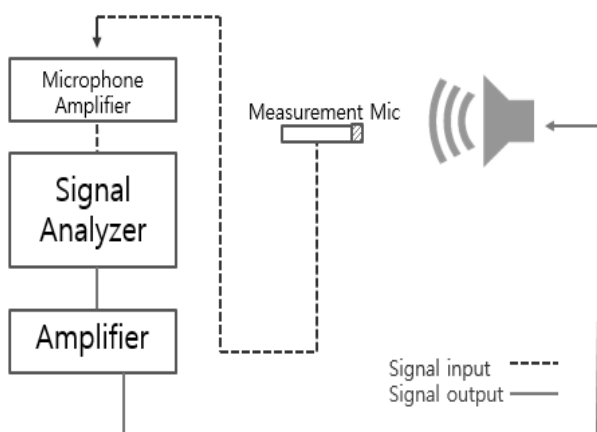 Microphone
Amplifier
Measurement Mic
Signal
Analyzer
Amplifier
Signal input
Signal output